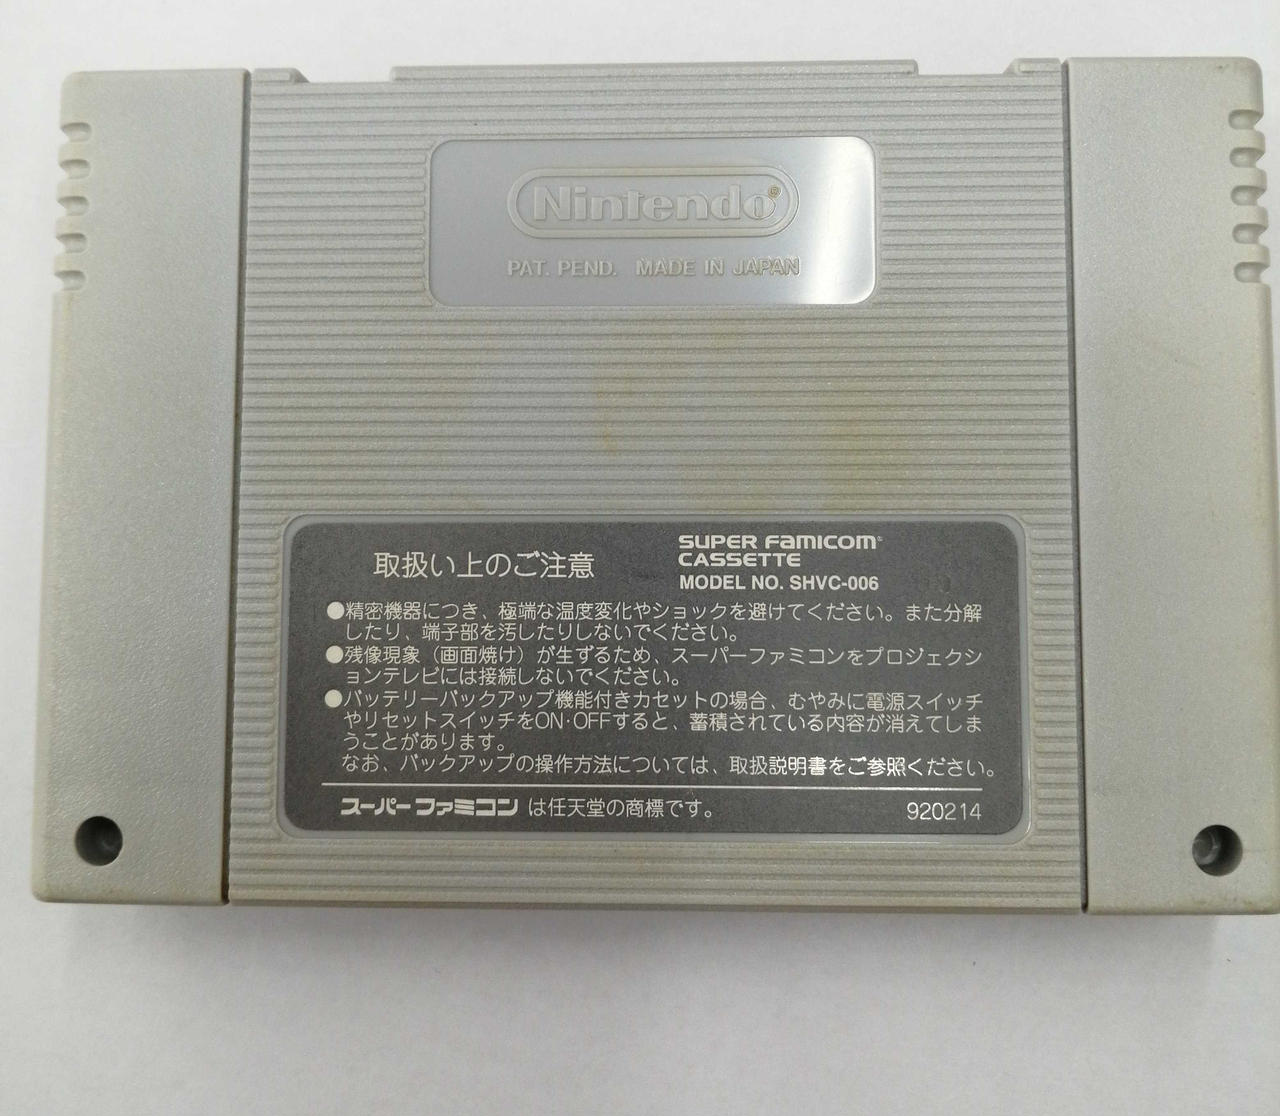 Nintendo®
PAT. PEND. MADE IN JAPAN
取扱い上のご注意
SUPER FAMICOM®
CASSETTE
MODEL NO. SHVC-006
●精密機器につき、極端な温度変化やショックを避けてください。また分解
したり、端子部を汚したりしないでください。
●残像現象（画面焼け）が生ずるため、スーパーファミコンをプロジェクシ
ョンテレビには接続しないでください。
●バッテリーバックアップ機能付きカセットの場合、むやみに電源スイッチ
やリセットスイッチをON·OFFすると、蓄積されている内容が消えてしま
うことがあります。
なお、バックアップの操作方法については、取扱説明書をご参照ください。
スーパーファミコン は任天堂の商標です。 920214